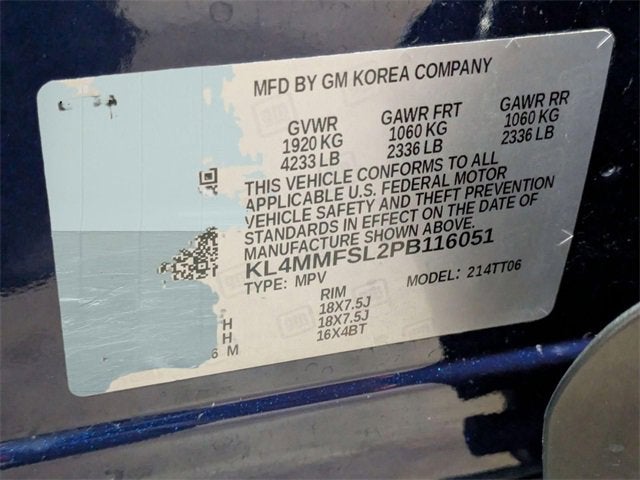 MFD BY GM KOREA COMPANY
GVWR GAWR FRT GAWR RR
1920 KG 1060 KG 1060 KG
4233 LB 2336 LB 2336 LB
THIS VEHICLE CONFORMS TO ALL
APPLICABLE U.S. FEDERAL MOTOR
VEHICLE SAFETY AND THEFT PREVENTION
STANDARDS IN EFFECT ON THE DATE OF
MANUFACTURE SHOWN ABOVE.
KL4MMFSL2PB116051
TYPE: MPV MODEL: 214TT06
RIM
18X7.5J
H 18X7.5J
H 16X4BT
6 M